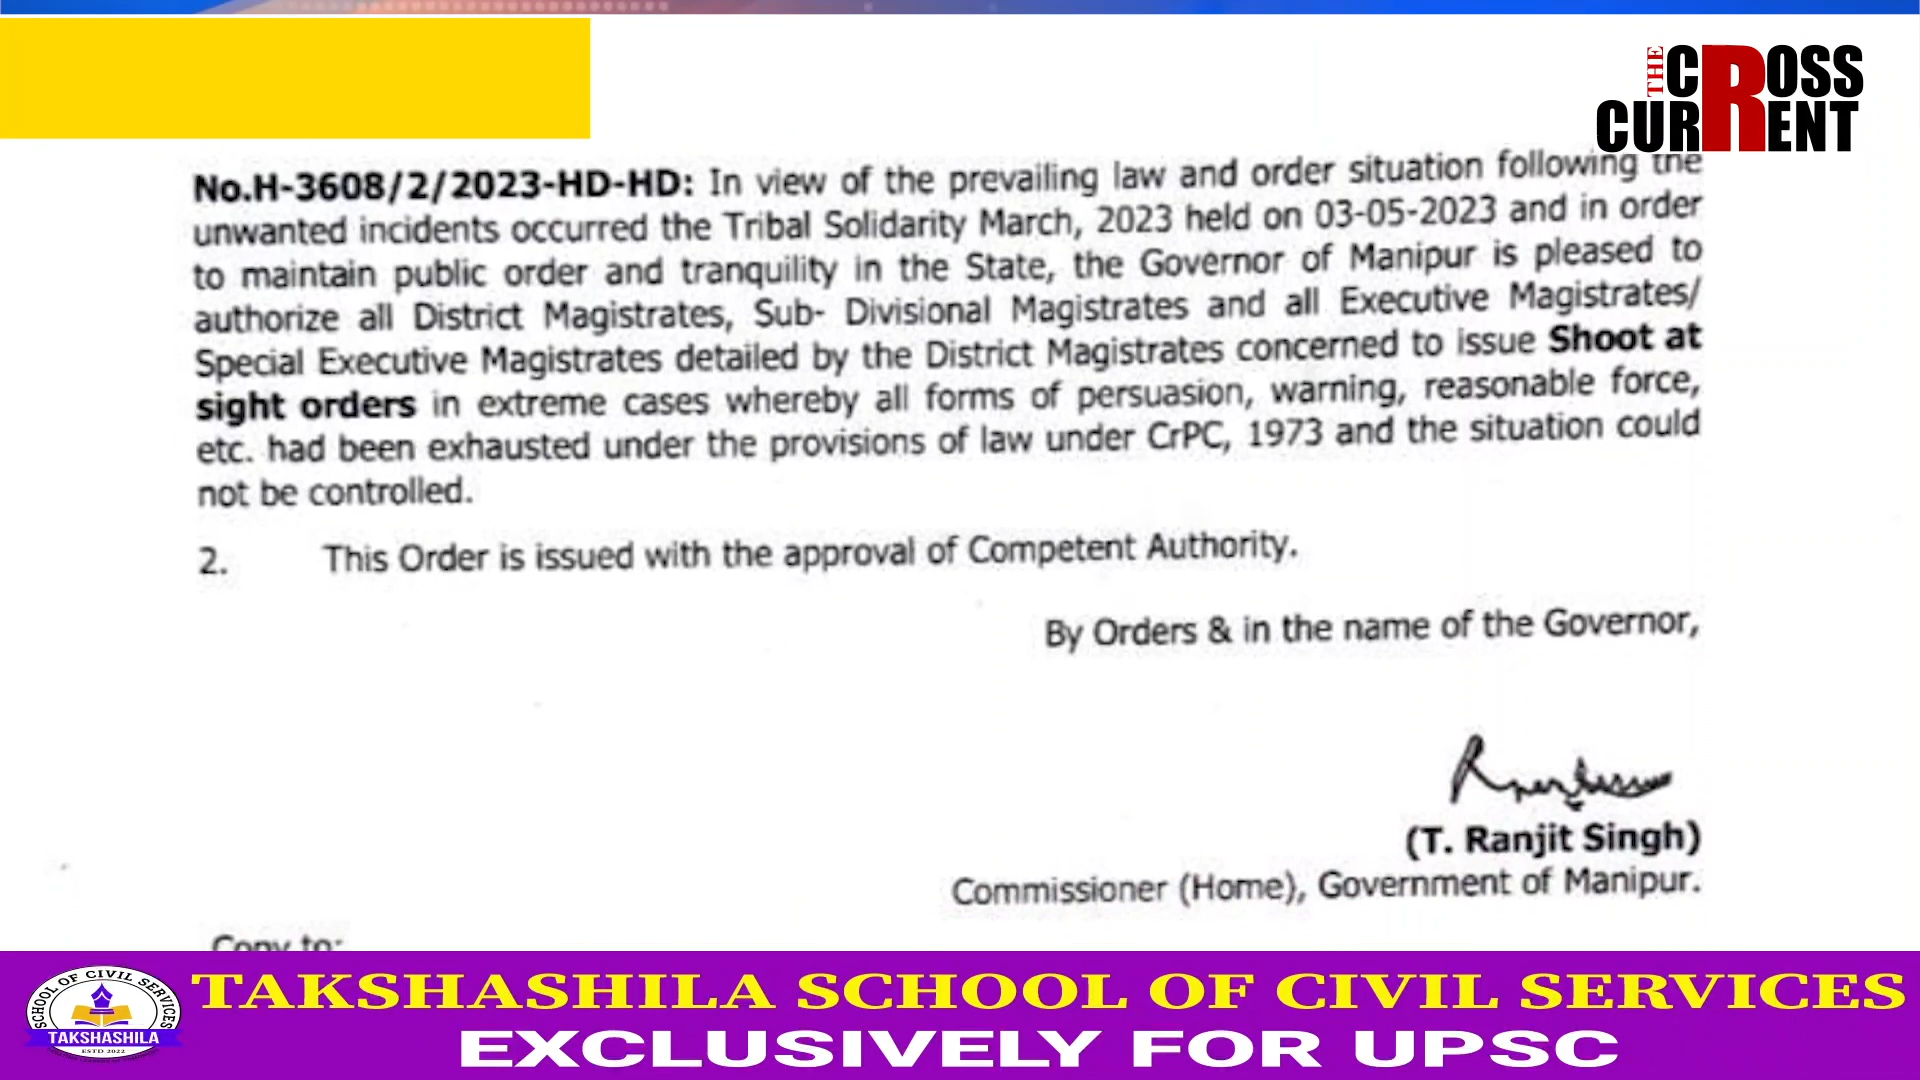 THE CROSS
CURRENT
No.H-3608/2/2023-HD-HD: In view of the prevailing law and order situation following the
unwanted incidents occurred the Tribal Solidarity March, 2023 held on 03-05-2023 and in order
to maintain public order and tranquility in the State, the Governor of Manipur is pleased to
authorize all District Magistrates, Sub- Divisional Magistrates and all Executive Magistrates/
Special Executive Magistrates detailed by the District Magistrates concerned to issue Shoot at
sight orders in extreme cases whereby all forms of persuasion, warning, reasonable force,
etc. had been exhausted under the provisions of law under CrPC, 1973 and the situation could
not be controlled.
2. This Order is issued with the approval of Competent Authority.
By Orders & in the name of the Governor,
(T. Ranjit Singh)
Commissioner (Home), Government of Manipur.
Copy to:
SCHOOL OF CIVIL SERVICES
TAKSHASHILA
ESTD 2022
TAKSHASHILA SCHOOL OF CIVIL SERVICES
EXCLUSIVELY FOR UPSC